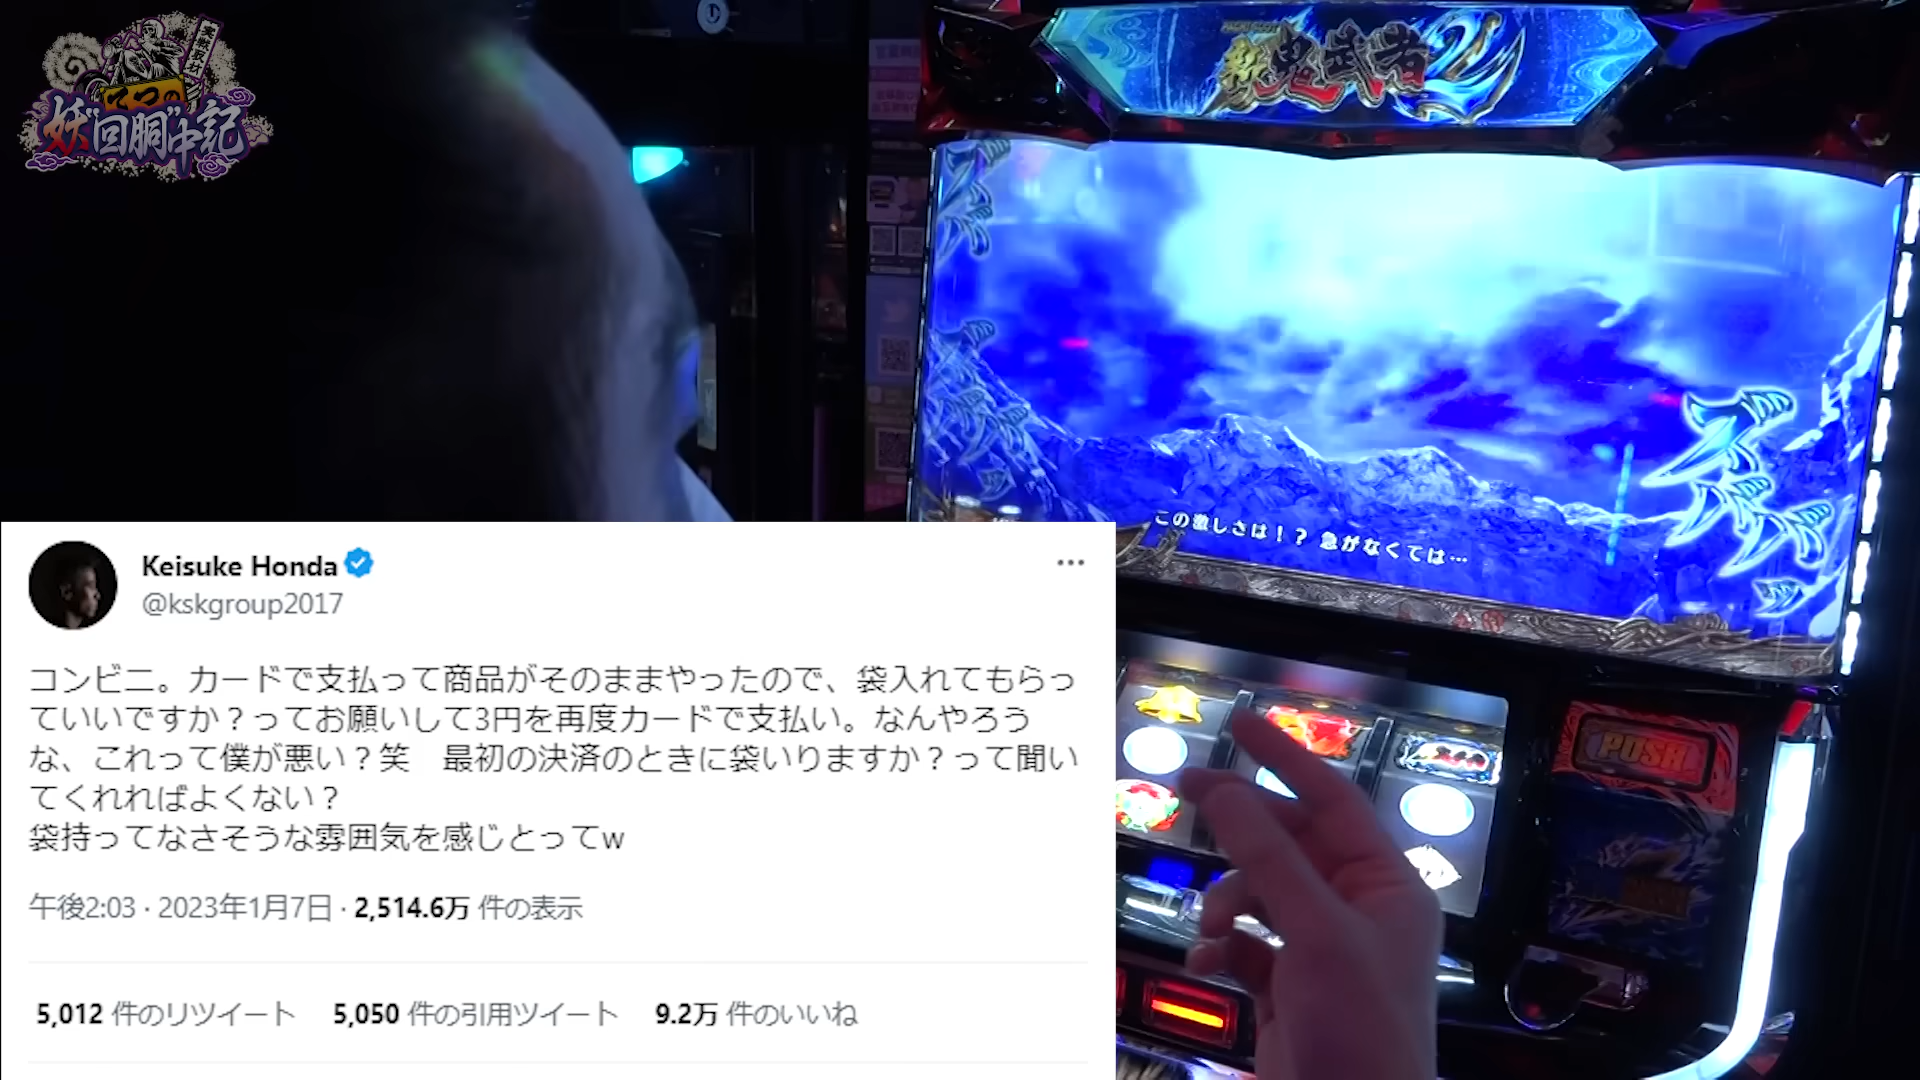 てつの
妖回胴中記
新鬼武者2
この激しさは！？ 急がなくては…
PUSH
Keisuke Honda
@kskgroup2017
コンビニ。カードで支払って商品がそのままやったので、袋入れてもらっ
ていいですか？ってお願いして3円を再度カードで支払い。なんやろう
な、これって僕が悪い？笑　最初の決済のときに袋いりますか？って聞い
てくれればよくない？
袋持ってなさそうな雰囲気を感じとってw
午後2:03 · 2023年1月7日 · 2,514.6万 件の表示
5,012 件のリツイート 5,050 件の引用ツイート 9.2万 件のいいね